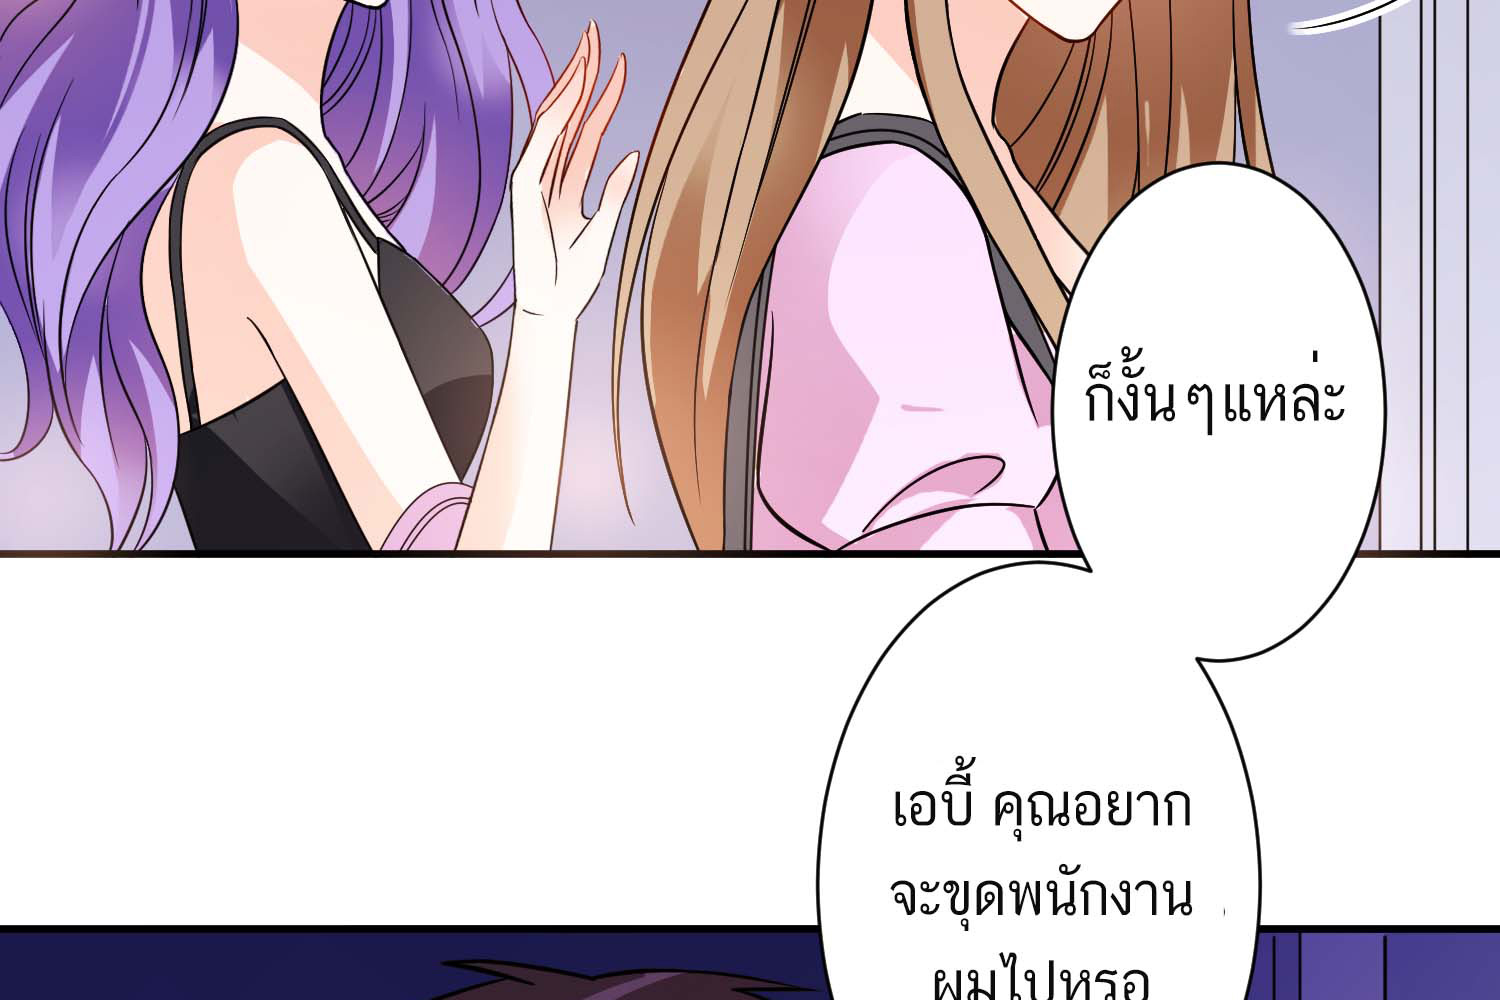 ก็งั้นๆแหล่ะ
เอบี้ คุณอยาก
จะขุดพนักงาน
ผมไปหรอ